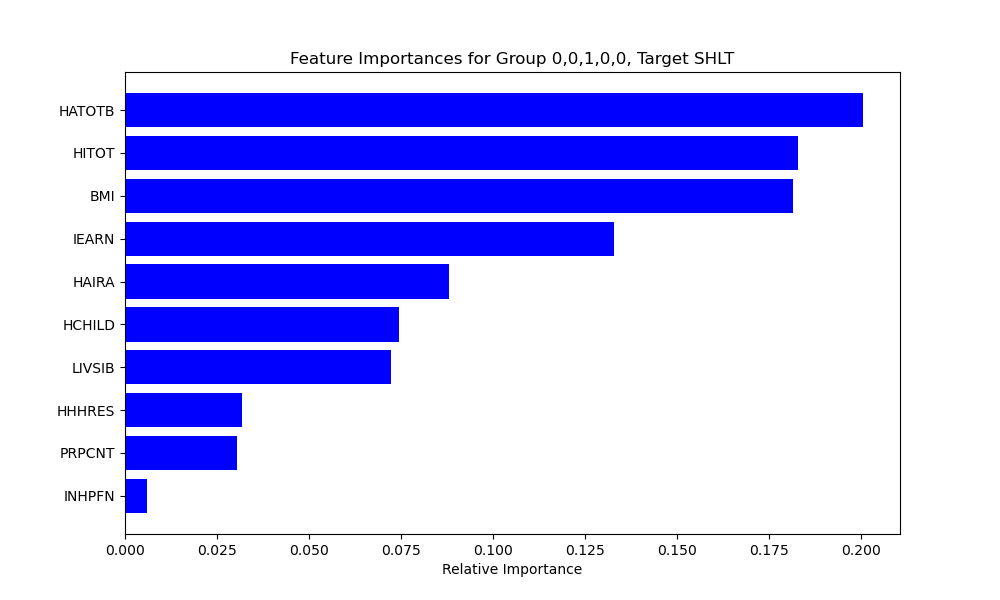 Feature Importances for Group 0,0,1,0,0, Target SHLT
HATOTB
HITOT
BMI
IEARN
HAIRA
HCHILD
LIVSIB
HHHRES
PRPCNT
INHPFN
0.000 0.025 0.050 0.075 0.100 0.125 0.150 0.175 0.200
Relative Importance